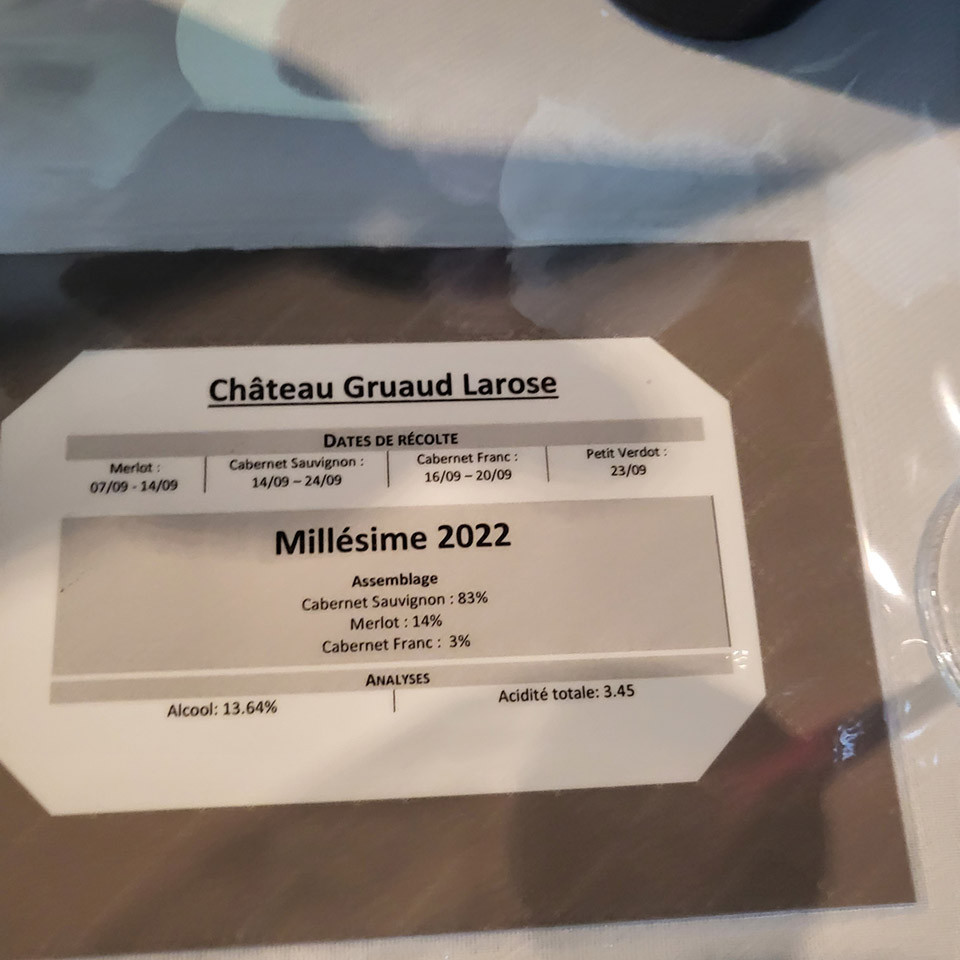 Château Gruaud Larose
DATES DE RÉCOLTE
Merlot :
07/09 - 14/09
Cabernet Sauvignon :
14/09 – 24/09
Cabernet Franc :
16/09 – 20/09
Petit Verdot :
23/09
Millésime 2022
Assemblage
Cabernet Sauvignon : 83%
Merlot : 14%
Cabernet Franc : 3%
ANALYSES
Alcool: 13.64%
Acidité totale: 3.45